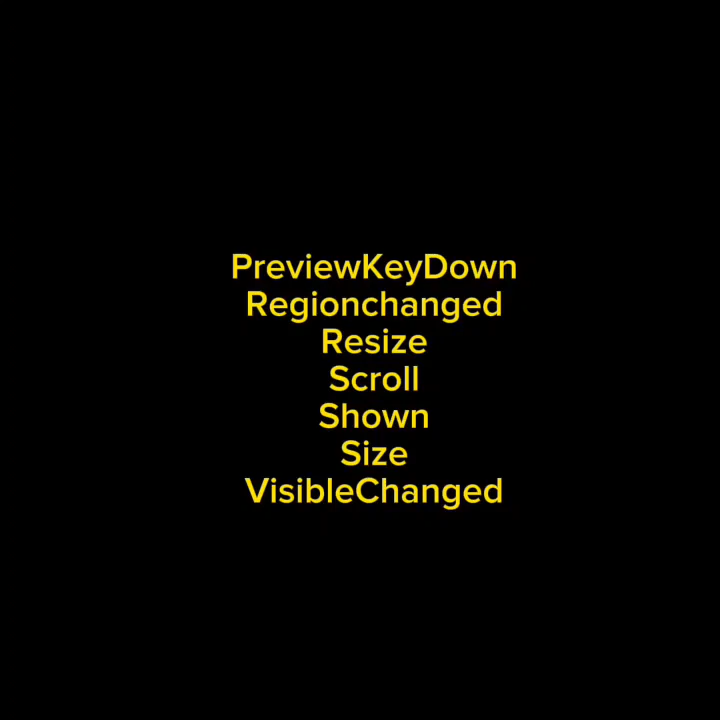 PreviewKeyDown
Regionchanged
Resize
Scroll
Shown
Size
VisibleChanged